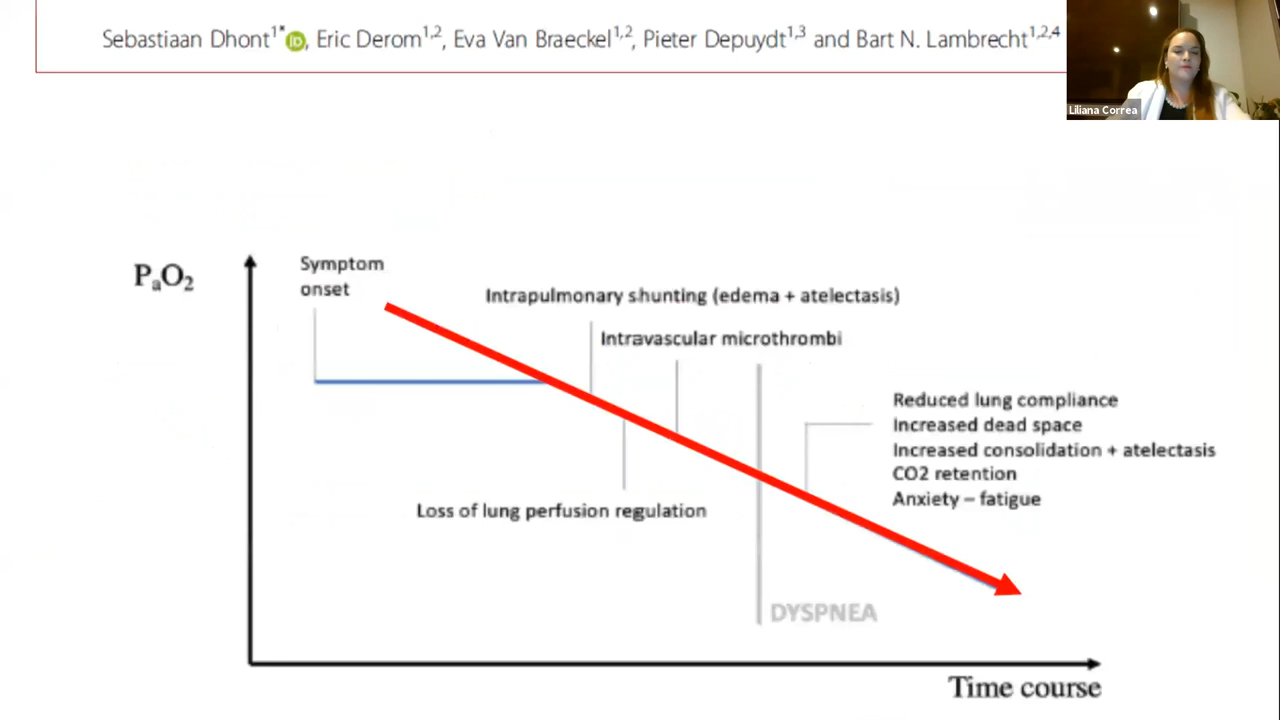 Sebastiaan Dhont1* iD, Eric Derom1,2, Eva Van Braeckel1,2, Pieter Depuydt1,3 and Bart N. Lambrecht1,2,4
Liliana Correa
PaO2
Symptom
onset
Intrapulmonary shunting (edema + atelectasis)
Intravascular microthrombi
Reduced lung compliance
Increased dead space
Increased consolidation + atelectasis
CO2 retention
Anxiety – fatigue
Loss of lung perfusion regulation
DYSPNEA
Time course